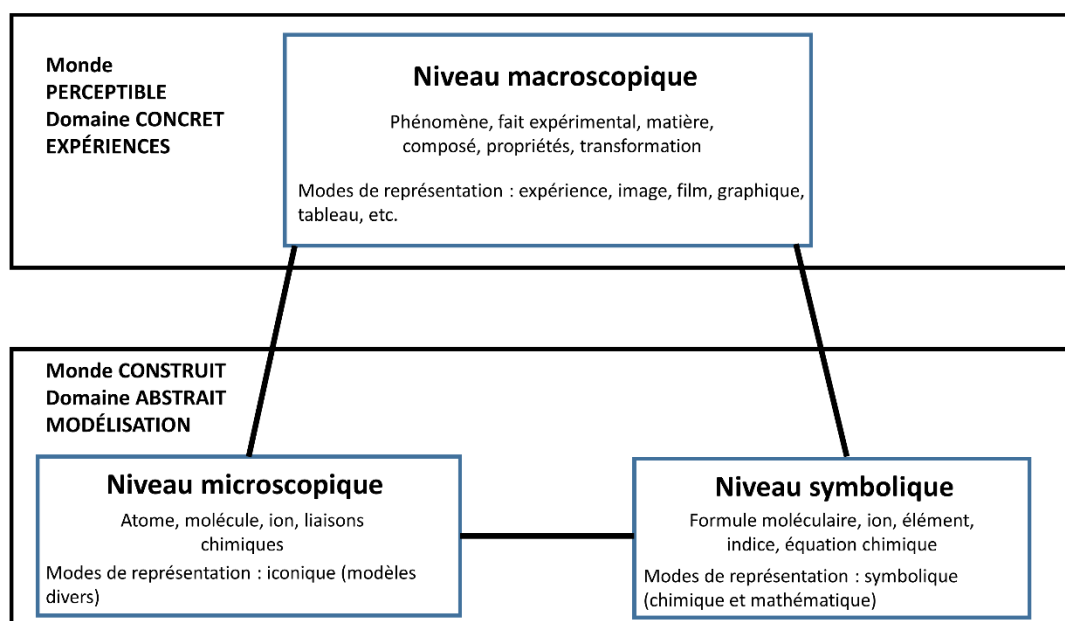 Monde
PERCEPTIBLE
Domaine CONCRET
EXPÉRIENCES
Niveau macroscopique
Phénomène, fait expérimental, matière,
composé, propriétés, transformation
Modes de représentation : expérience, image, film, graphique,
tableau, etc.
Monde CONSTRUIT
Domaine ABSTRAIT
MODÉLISATION
Niveau microscopique
Atome, molécule, ion, liaisons
chimiques
Modes de représentation : iconique (modèles
divers)
Niveau symbolique
Formule moléculaire, ion, élément,
indice, équation chimique
Modes de représentation : symbolique
(chimique et mathématique)